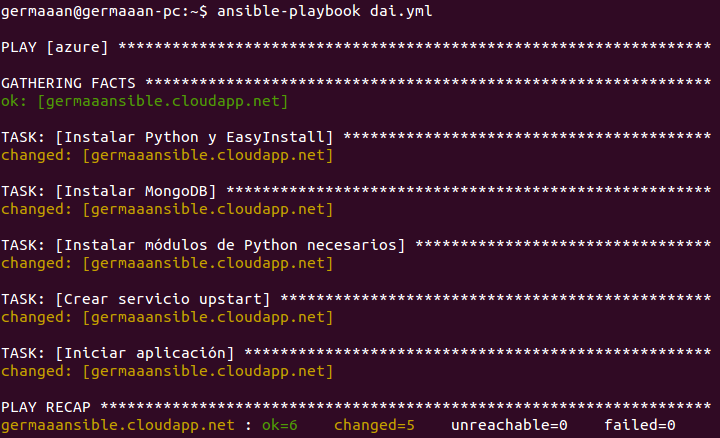 germaaan@germaaan-pc:~$ ansible-playbook dai.yml
PLAY [azure] ******************************************************************
GATHERING FACTS ***************************************************************
ok: [germaaansible.cloudapp.net]
TASK: [Instalar Python y EasyInstall] *****************************************
changed: [germaaansible.cloudapp.net]
TASK: [Instalar MongoDB] ******************************************************
changed: [germaaansible.cloudapp.net]
TASK: [Instalar módulos de Python necesarios] *********************************
changed: [germaaansible.cloudapp.net]
TASK: [Crear servicio upstart] ************************************************
changed: [germaaansible.cloudapp.net]
TASK: [Iniciar aplicación] ****************************************************
changed: [germaaansible.cloudapp.net]
PLAY RECAP ********************************************************************
germaaansible.cloudapp.net : ok=6    changed=5    unreachable=0    failed=0